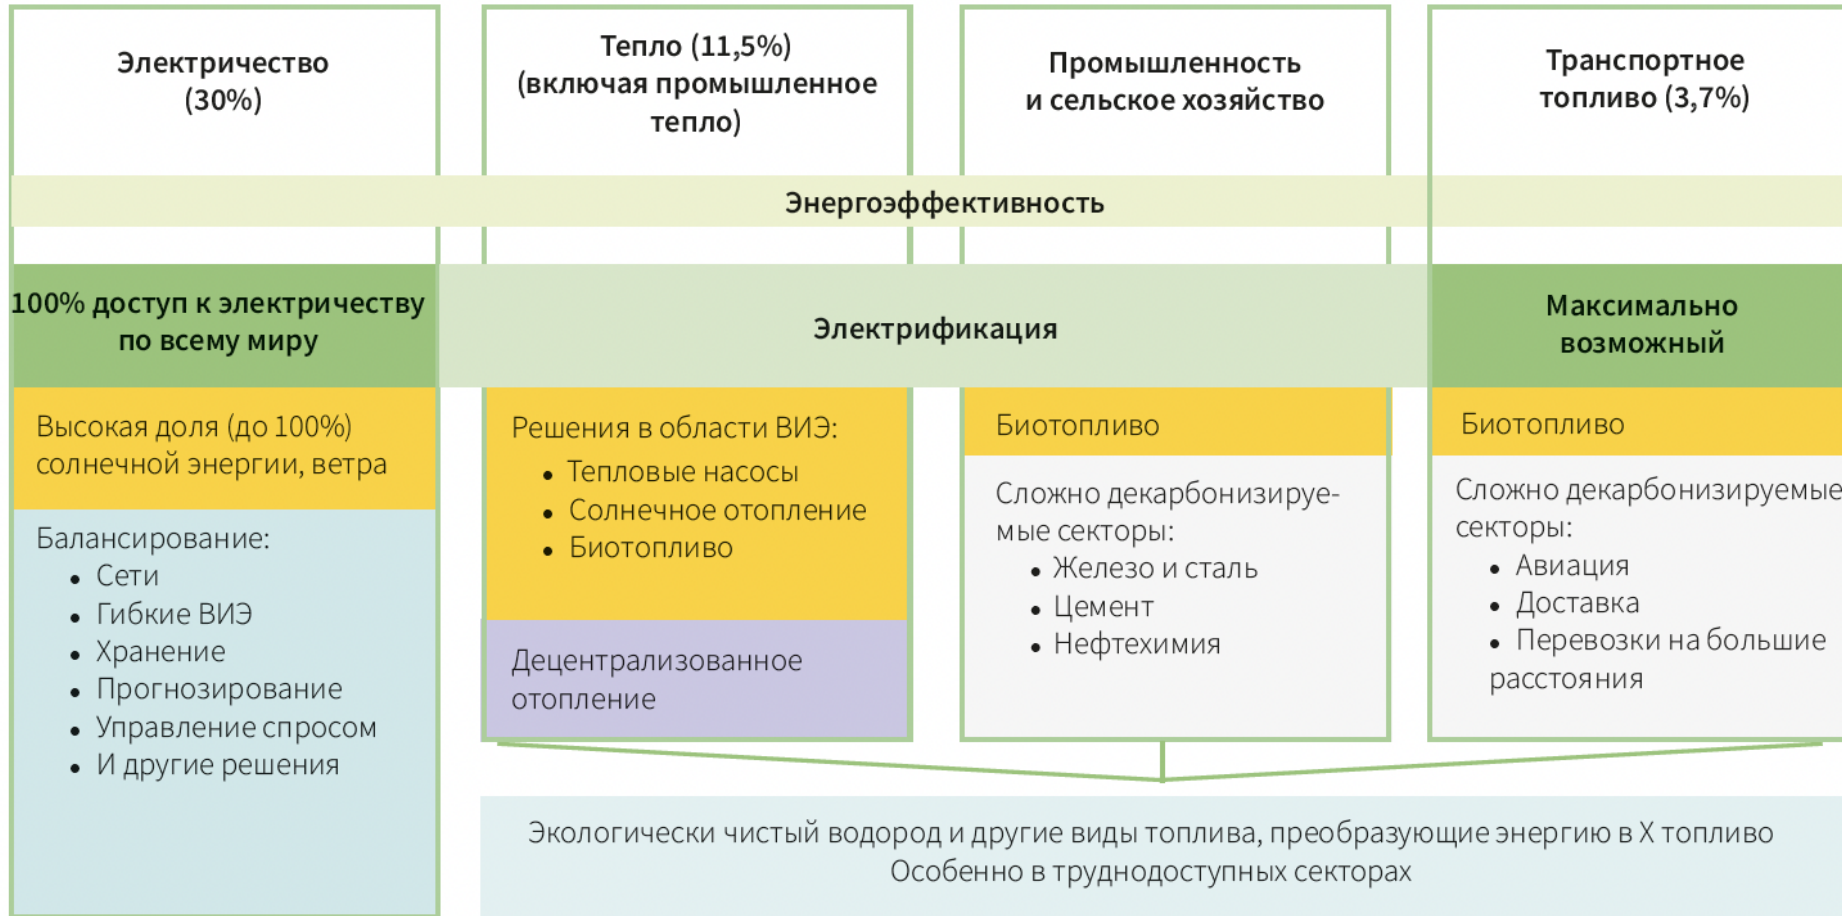 Электричество
(30%)
Тепло (11,5%)
(включая промышленное
тепло)
Промышленность
и сельское хозяйство
Транспортное
топливо (3,7%)
Энергоэффективность
100% доступ к электричеству
по всему миру
Электрификация
Максимально
возможный
Высокая доля (до 100%)
солнечной энергии, ветра
Балансирование:
• Сети
• Гибкие ВИЭ
• Хранение
• Прогнозирование
• Управление спросом
• И другие решения
Решения в области ВИЭ:
• Тепловые насосы
• Солнечное отопление
• Биотопливо
Децентрализованное
отопление
Биотопливо
Сложно декарбонизируе-
мые секторы:
• Железо и сталь
• Цемент
• Нефтехимия
Биотопливо
Сложно декарбонизируемые
секторы:
• Авиация
• Доставка
• Перевозки на большие
расстояния
Экологически чистый водород и другие виды топлива, преобразующие энергию в X топливо
Особенно в труднодоступных секторах